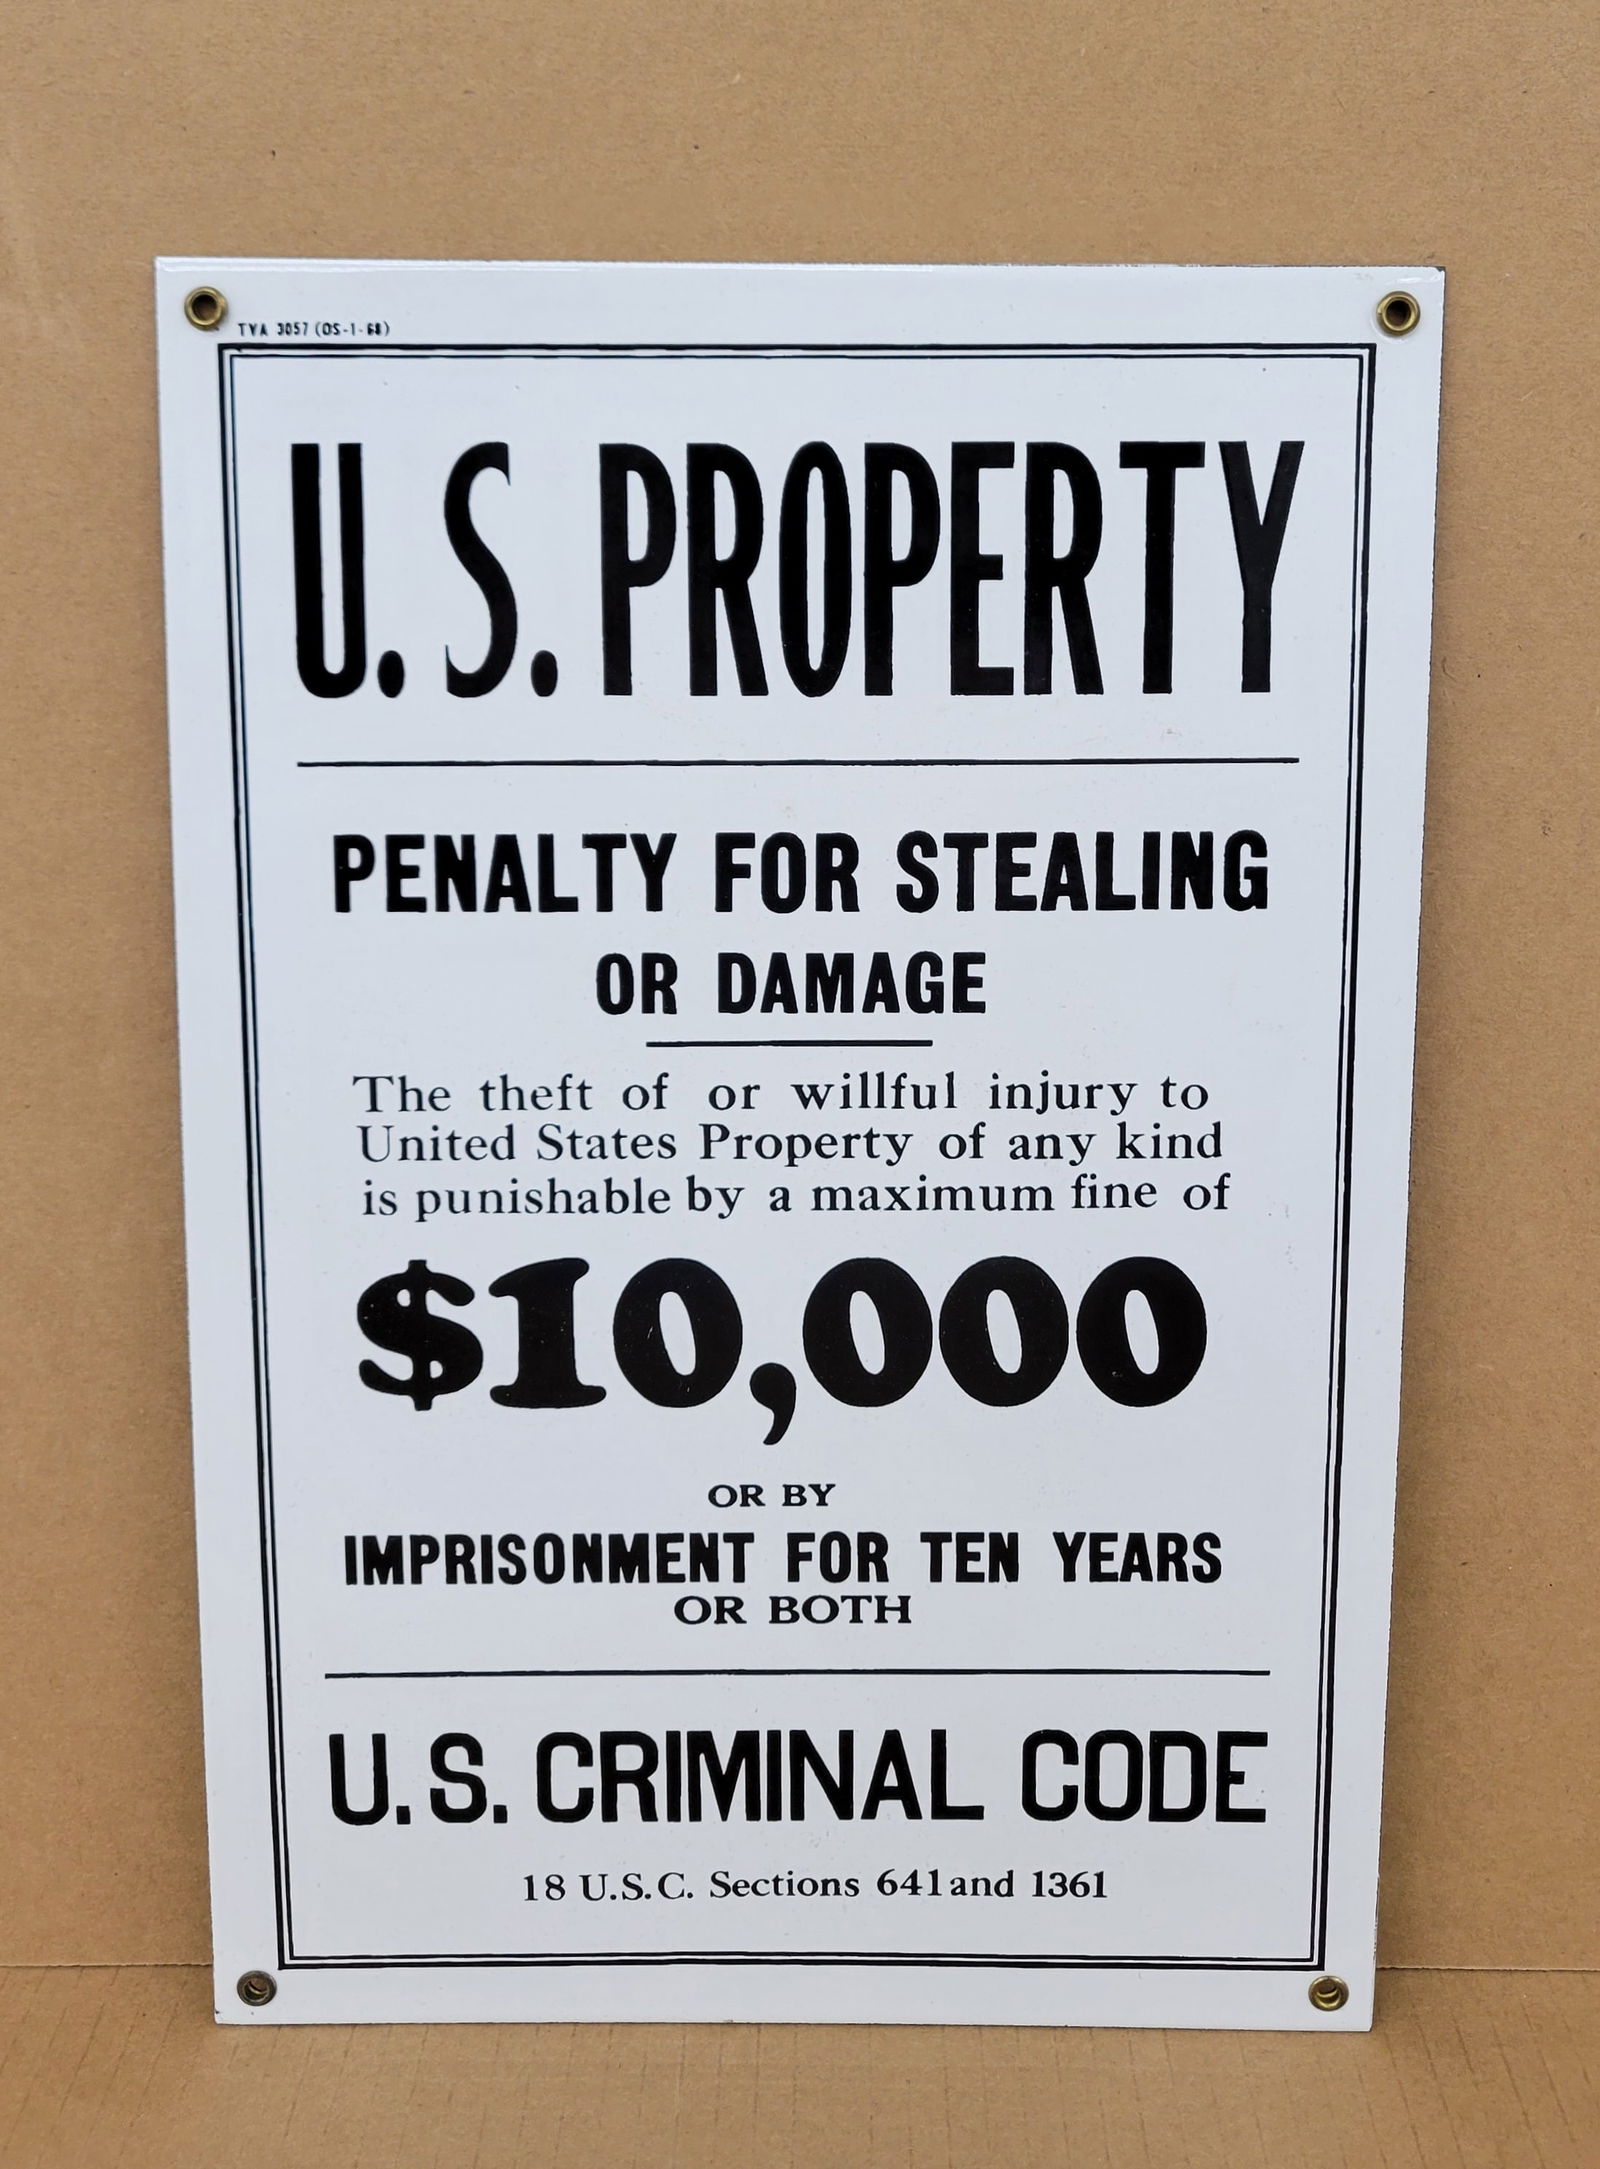 TVA 3057 (OS-1-68)
U. S. PROPERTY
PENALTY FOR STEALING
OR DAMAGE
The theft of or willful injury to
United States Property of any kind
is punishable by a maximum fine of
$10,000
OR BY
IMPRISONMENT FOR TEN YEARS
OR BOTH
U. S. CRIMINAL CODE
18 U.S.C. Sections 641 and 1361